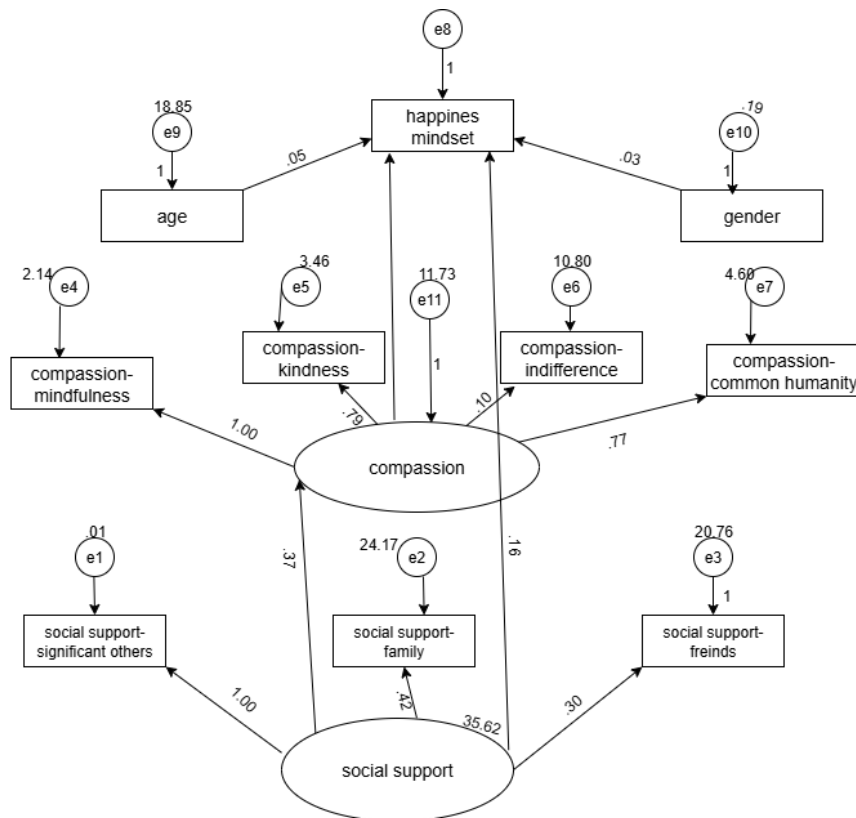 e8
1
18.85
e9
1
happines
mindset
.19
e10
1
.05
.03
age
gender
2.14
e4
3.46
e5
11.73
e11
10.80
e6
4.60
e7
compassion-
mindfulness
compassion-
kindness
1
compassion-
indifference
compassion-
common humanity
1.00
.79
.10
.77
compassion
.01
e1
.37
24.17
e2
.16
20.76
e3
1
social support-
significant others
social support-
family
social support-
freinds
1.00
.42
35.62
.30
social support